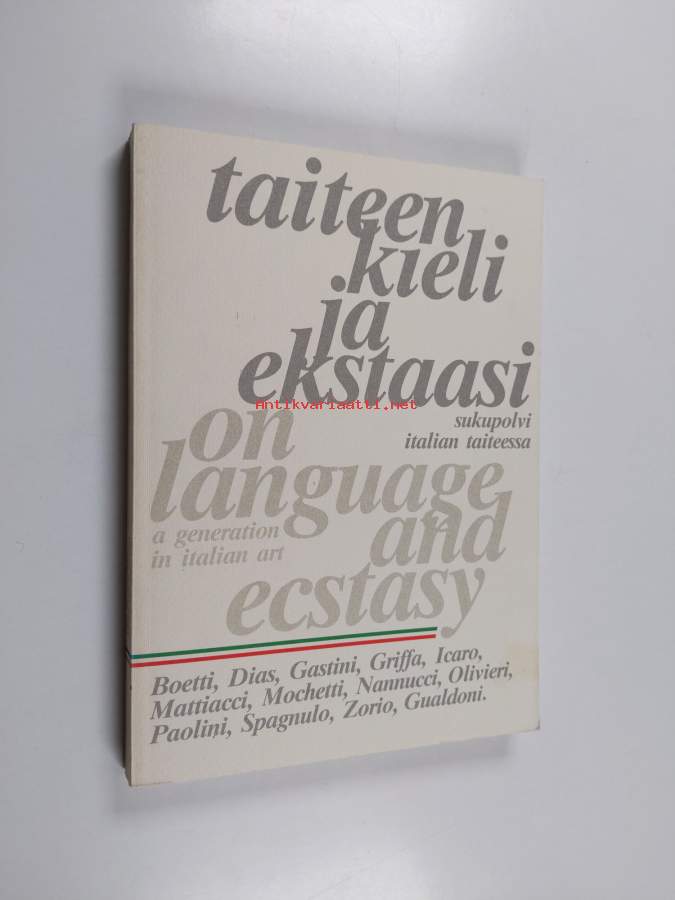 taiteen
kieli
ja
ekstaasi
Antikvariaatti.net
sukupolvi
italian taiteessa
on
language
a generation
in italian art
and
ecstasy
Boetti, Dias, Gastini, Griffa, Icaro,
Mattiacci, Mochetti, Nannucci, Olivieri,
Paolini, Spagnulo, Zorio, Gualdoni.